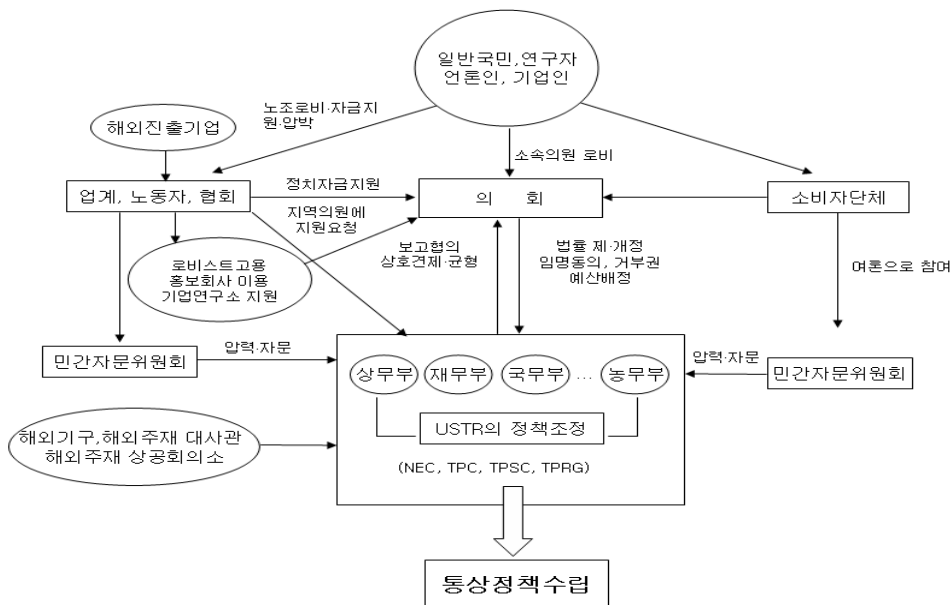 일반국민,연구자
언론인, 기업인
노조로비·자금지
원·압박
해외진출기업
소속의원 로비
업계, 노동자, 협회
정치자금지원
의 회
소비자단체
지역의원에
지원요청
로비스트고용
홍보회사 이용
기업연구소 지원
보고협의
상호견제·균형
법률 제·개정
임명동의, 거부권
예산배정
여론으로 참며
민간자문위원회
압력·자문
상무부
재무부
국무부
...
농무부
압력·자문
민간자문위원회
USTR의 정책조정
해외기구,해외주재 대사관
해외주재 상공회의소
(NEC, TPC, TPSC, TPRG)
통상정책수립